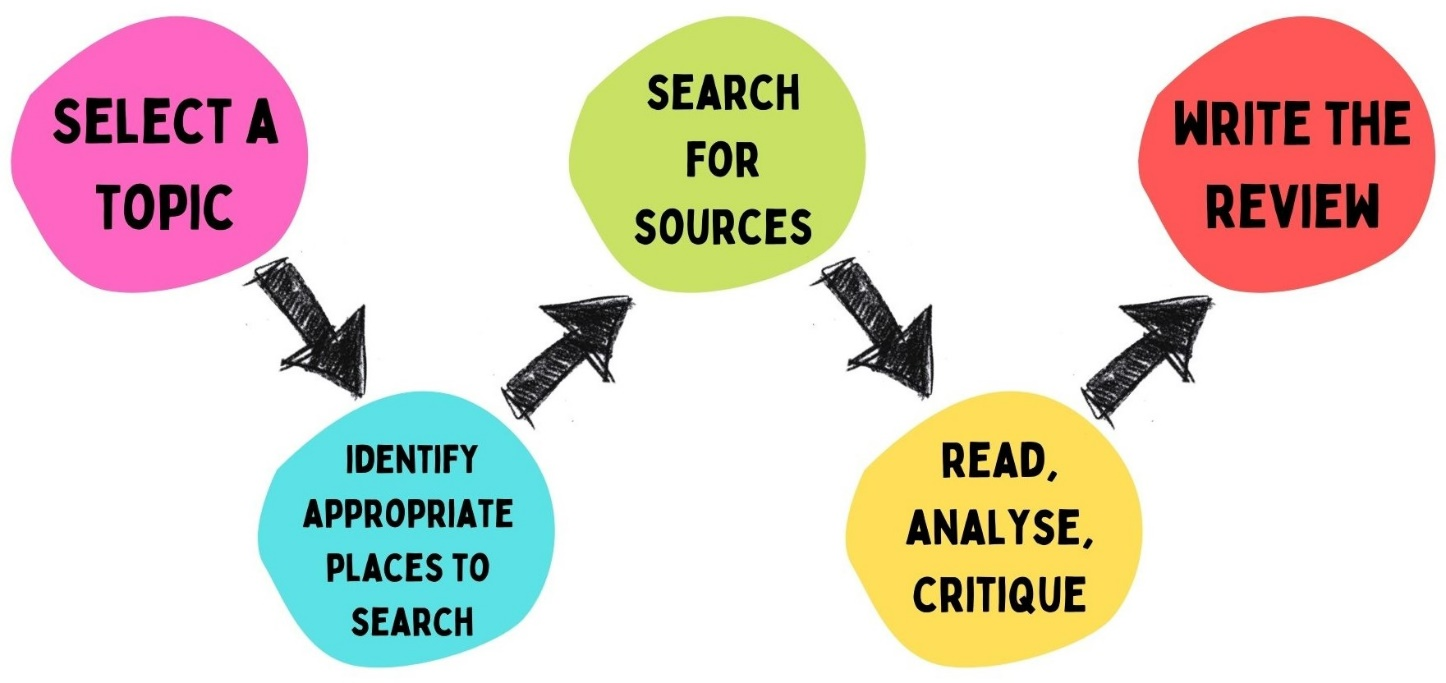 SELECT A
TOPIC
IDENTIFY
APPROPRIATE
PLACES TO
SEARCH
SEARCH
FOR
SOURCES
READ,
ANALYSE,
CRITIQUE
WRITE THE
REVIEW